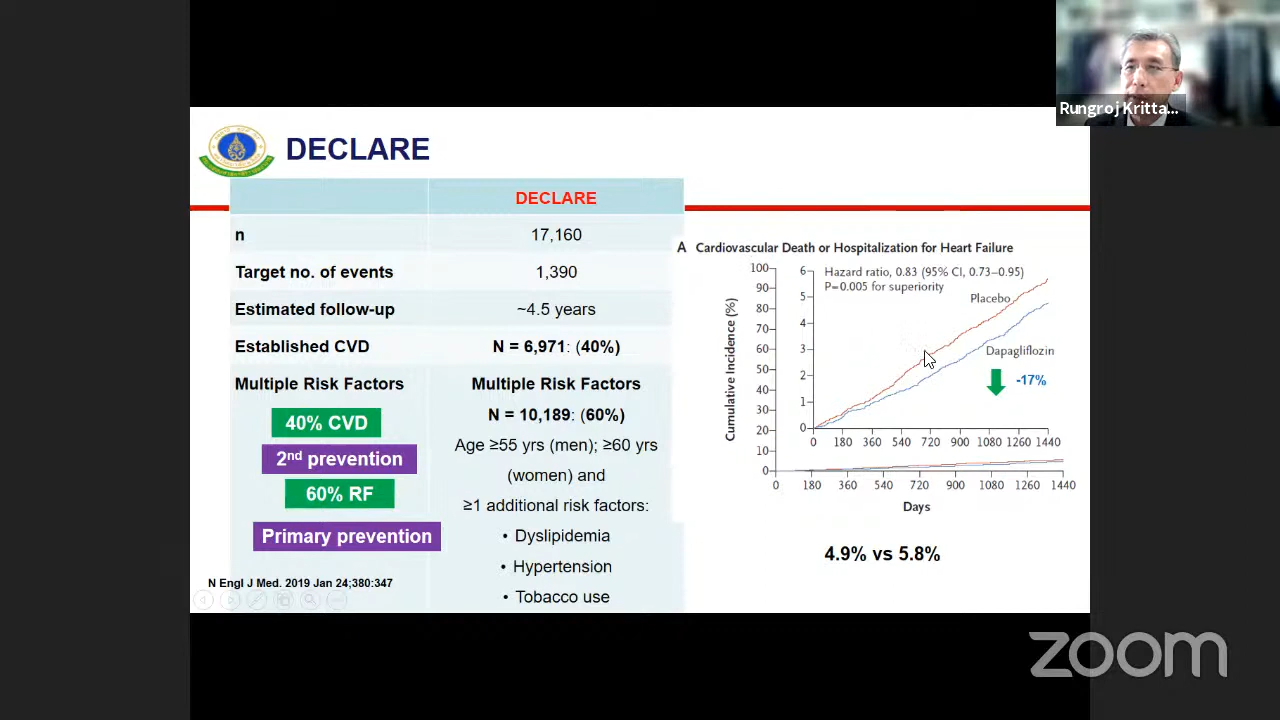 Rungroj Kritta...
DECLARE
DECLARE
n 17,160
Target no. of events 1,390
Estimated follow-up ~4.5 years
Established CVD N = 6,971: (40%)
Multiple Risk Factors
40% CVD
2nd prevention
60% RF
Primary prevention
Multiple Risk Factors
N = 10,189: (60%)
Age ≥55 yrs (men); ≥60 yrs
(women) and
≥1 additional risk factors:
• Dyslipidemia
• Hypertension
• Tobacco use
N Engl J Med. 2019 Jan 24;380:347
A Cardiovascular Death or Hospitalization for Heart Failure
Hazard ratio, 0.83 (95% CI, 0.73–0.95)
P=0.005 for superiority
Placebo
Dapagliflozin
-17%
Cumulative Incidence (%)
100
90
80
70
60
50
40
30
20
10
0
6
5
4
3
2
1
0
0 180 360 540 720 900 1080 1260 1440
0 180 360 540 720 900 1080 1260 1440
Days
4.9% vs 5.8%
zoom